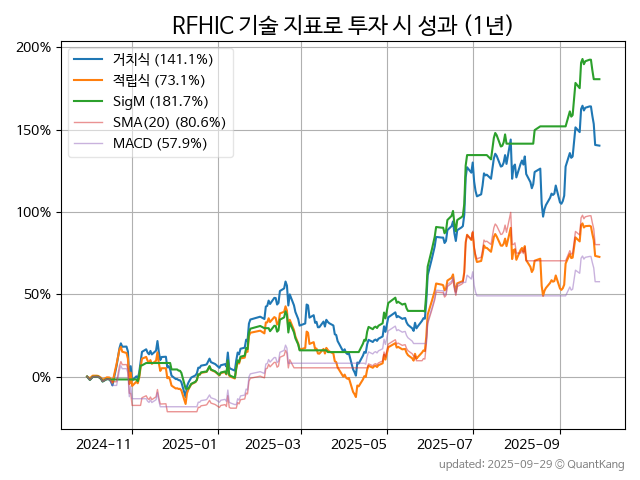 RFHIC 기술 지표로 투자 시 성과 (1년)
200%
150%
100%
50%
0%
거치식 (141.1%)
적립식 (73.1%)
SigM (181.7%)
SMA(20) (80.6%)
MACD (57.9%)
2024-11
2025-01
2025-03
2025-05
2025-07
2025-09
updated: 2025-09-29 © QuantKang